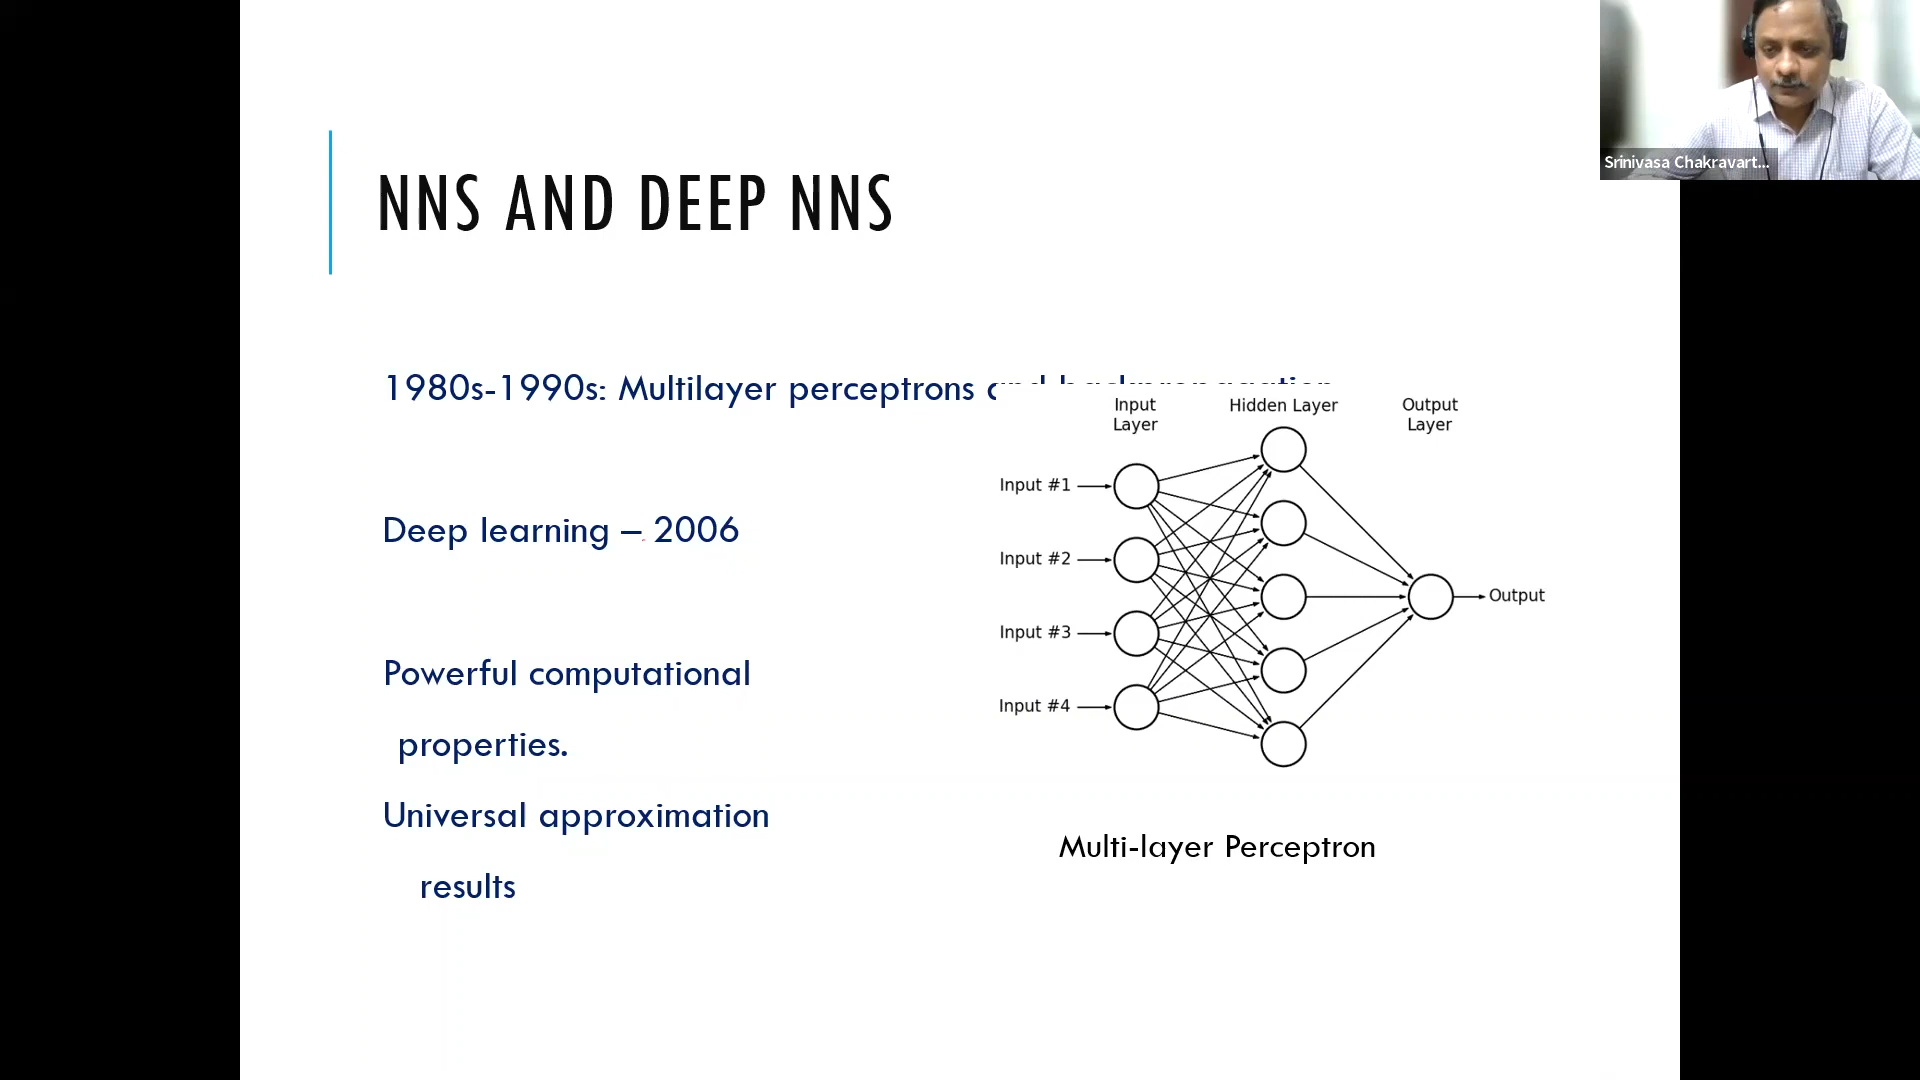 Srinivasa Chakravart...
NNS AND DEEP NNS
1980s-1990s: Multilayer perceptrons and backpropagation
Input
Layer
Hidden Layer
Output
Layer
Input #1
Deep learning – 2006
Input #2
Output
Input #3
Powerful computational
Input #4
properties.
Universal approximation
Multi-layer Perceptron
results